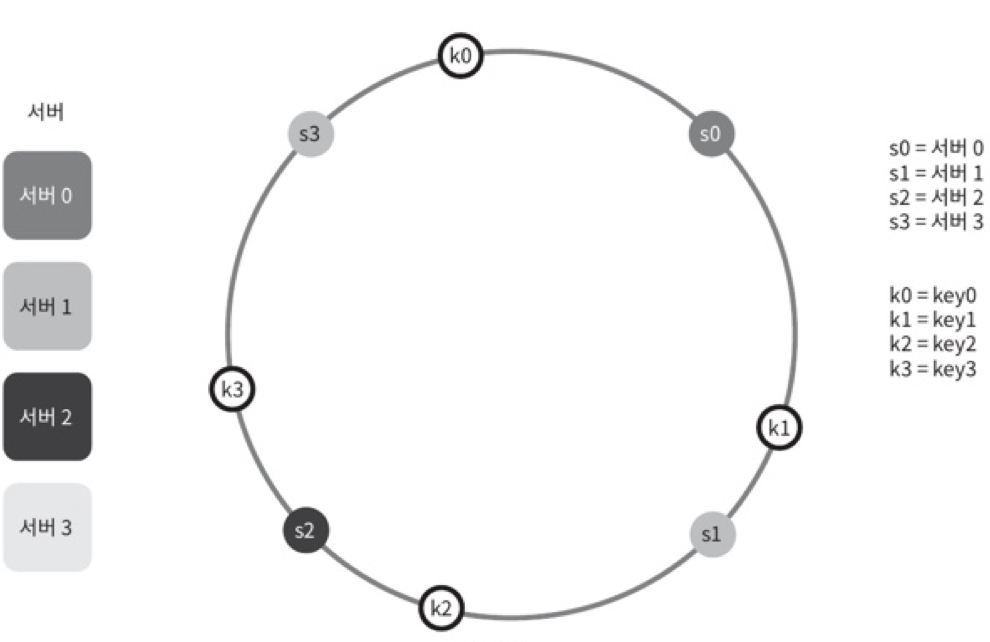 서버
서버 0
서버 1
서버 2
서버 3
k0
s3
s0
k3
k1
s2
s1
k2
s0 = 서버 0
s1 = 서버 1
s2 = 서버 2
s3 = 서버 3
k0 = key0
k1 = key1
k2 = key2
k3 = key3